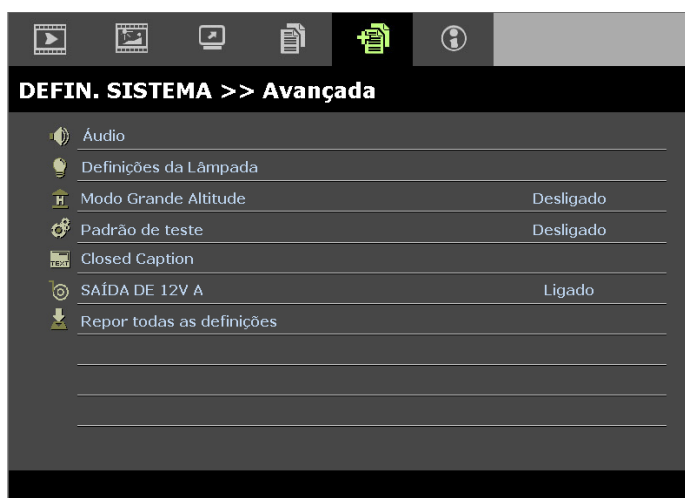 DEFIN. SISTEMA >> Avançada
Áudio
Definições da Lâmpada
Modo Grande Altitude Desligado
Padrão de teste Desligado
TEXT Closed Caption
SAÍDA DE 12V A Ligado
Repor todas as definições